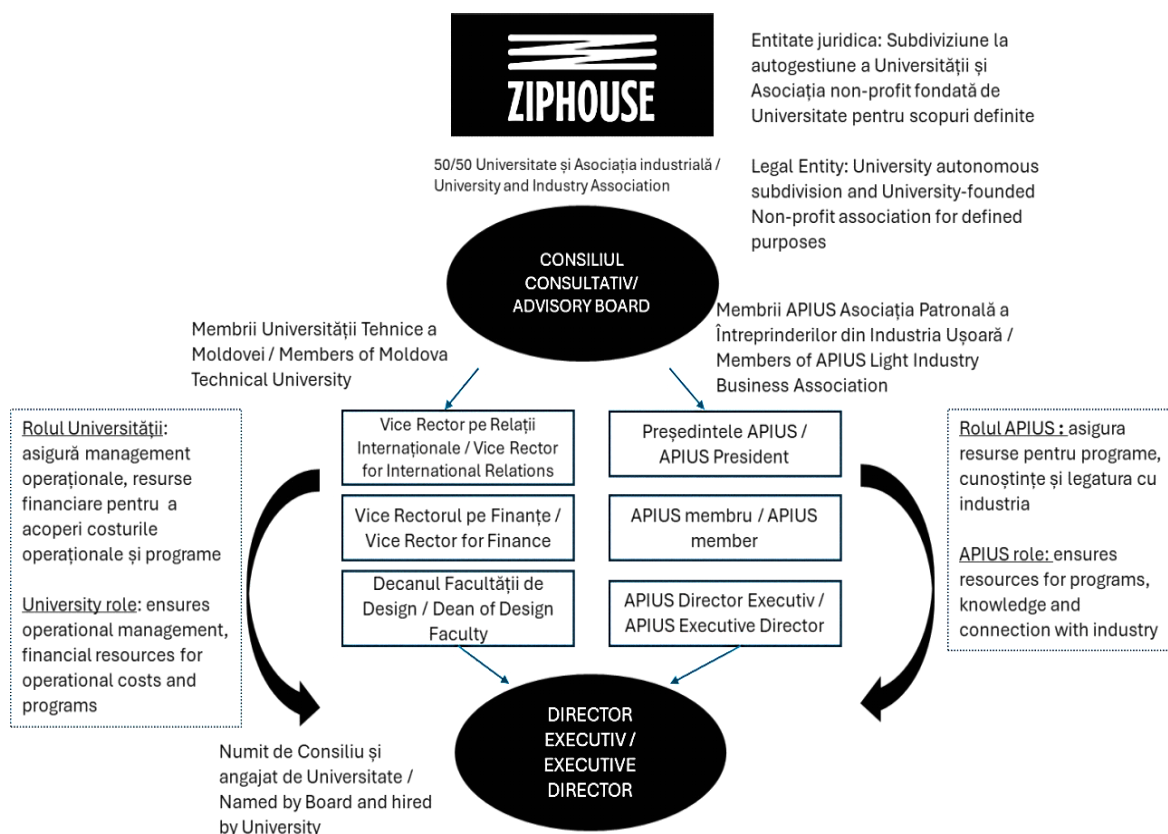 ZIPHOUSE
Entitate juridica: Subdiviziune la
autogestiune a Universității și
Asociația non-profit fondată de
Universitate pentru scopuri definite
Legal Entity: University autonomous
subdivision and University-founded
Non-profit association for defined
purposes
50/50 Universitate și Asociația industrială /
University and Industry Association
CONSILIUL
CONSULTATIV/
ADVISORY BOARD
Membrii Universității Tehnice a
Moldovei / Members of Moldova
Technical University
Membrii APIUS Asociația Patronală a
Întreprinderilor din Industria Ușoară /
Members of APIUS Light Industry
Business Association
Rolul Universității:
asigură management
operaționale, resurse
financiare pentru a
acoperi costurile
operaționale și programe
University role: ensures
operational management,
financial resources for
operational costs and
programs
Vice Rector pe Relații
Internaționale / Vice Rector
for International Relations
Vice Rectorul pe Finanțe /
Vice Rector for Finance
Decanul Facultății de
Design / Dean of Design
Faculty
Președintele APIUS /
APIUS President
APIUS membru / APIUS
member
APIUS Director Executiv /
APIUS Executive Director
Rolul APIUS : asigura
resurse pentru programe,
cunoștințe și legatura cu
industria
APIUS role: ensures
resources for programs,
knowledge and
connection with industry
DIRECTOR
EXECUTIV /
EXECUTIVE
DIRECTOR
Numit de Consiliu și
angajat de Universitate /
Named by Board and hired
by University